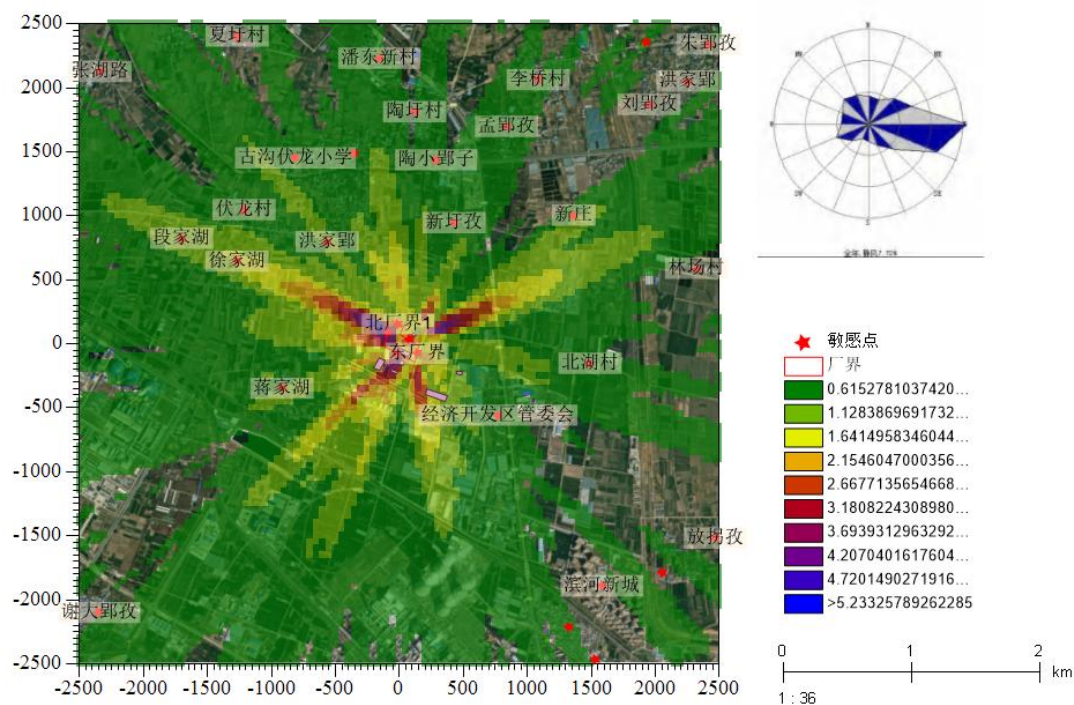 2500
2000
1500
1000
500
0
-500
-1000
-1500
-2000
-2500
-2500 -2000 -1500 -1000 -500 0 500 1000 1500 2000 2500
夏圩村
朱郢孜
潘东新村
张湖路
李桥村
洪家郢
刘郢孜
陶圩村
孟郢孜
古沟伏龙小学
陶小郢子
伏龙村
新圩孜
新庄
段家湖
洪家郢
徐家湖
林场村
北厂界1
东厂界
北湖村
蒋家湖
经济开发区管委会
放拐孜
滨河新城
谢大郢孜
敏感点
厂界
0.6152781037420...
1.1283869691732...
1.6414958346044...
2.1546047000356...
2.6677135654668...
3.1808224308980...
3.6939312963292...
4.2070401617604...
4.7201490271916...
>5.23325789262285
0 1 2
km
1 : 36